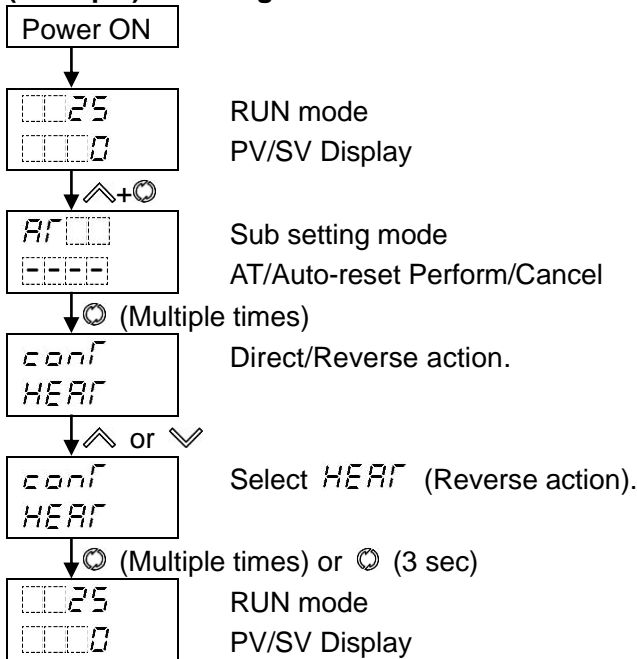 Power ON
25 RUN mode
0 PV/SV Display
+
AT Sub setting mode
---- AT/Auto-reset Perform/Cancel
(Multiple times)
conT Direct/Reverse action.
HEAT
or
conT Select HEAT (Reverse action).
HEAT
(Multiple times) or (3 sec)
25 RUN mode
0 PV/SV Display